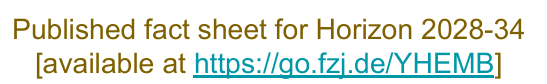 Published fact sheet for Horizon 2028-34
[available at https://go.fzj.de/YHEMB]